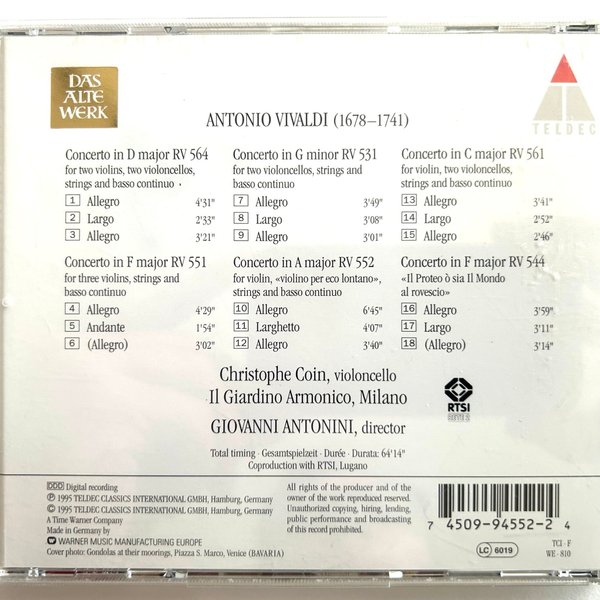 DAS
ALTE
WERK
TELDEC
ANTONIO VIVALDI (1678–1741)
Concerto in D major RV 564
for two violins, two violoncellos,
strings and basso continuo
1 Allegro 4'31"
2 Largo 2'33"
3 Allegro 3'21"
Concerto in F major RV 551
for three violins, strings and
basso continuo
4 Allegro 4'29"
5 Andante 1'54"
6 (Allegro) 3'02"
Concerto in G minor RV 531
for two violoncellos, strings and
basso continuo
7 Allegro 3'49"
8 Largo 3'08"
9 Allegro 3'01"
Concerto in A major RV 552
for violin, «violino per eco lontano»,
strings and basso continuo
10 Allegro 6'45"
11 Larghetto 4'07"
12 Allegro 3'40"
Concerto in C major RV 561
for violin, two violoncellos,
strings and basso continuo
13 Allegro 3'41"
14 Largo 2'52"
15 Allegro 2'46"
Concerto in F major RV 544
«Il Proteo ò sia Il Mondo
al rovescio»
16 Allegro 3'59"
17 Largo 3'11"
18 (Allegro) 3'14"
Christophe Coin, violoncello
Il Giardino Armonico, Milano
GIOVANNI ANTONINI, director
RTSI
Total timing · Gesamtspielzeit · Durée · Durata: 64'14"
Coproduction with RTSI, Lugano
DDD Digital recording
℗ 1995 TELDEC CLASSICS INTERNATIONAL GMBH, Hamburg, Germany
© 1995 TELDEC CLASSICS INTERNATIONAL GMBH, Hamburg, Germany
A Time Warner Company
Made in Germany by
WARNER MUSIC MANUFACTURING EUROPE
Cover photo: Gondolas at their moorings, Piazza S. Marco, Venice (BAVARIA)
All rights of the producer and of the
owner of the work reproduced reserved.
Unauthorized copying, hiring, lending,
public performance and broadcasting
of this record prohibited.
7 4509-94552-2 4
LC 6019
TCI · F
WE · 810